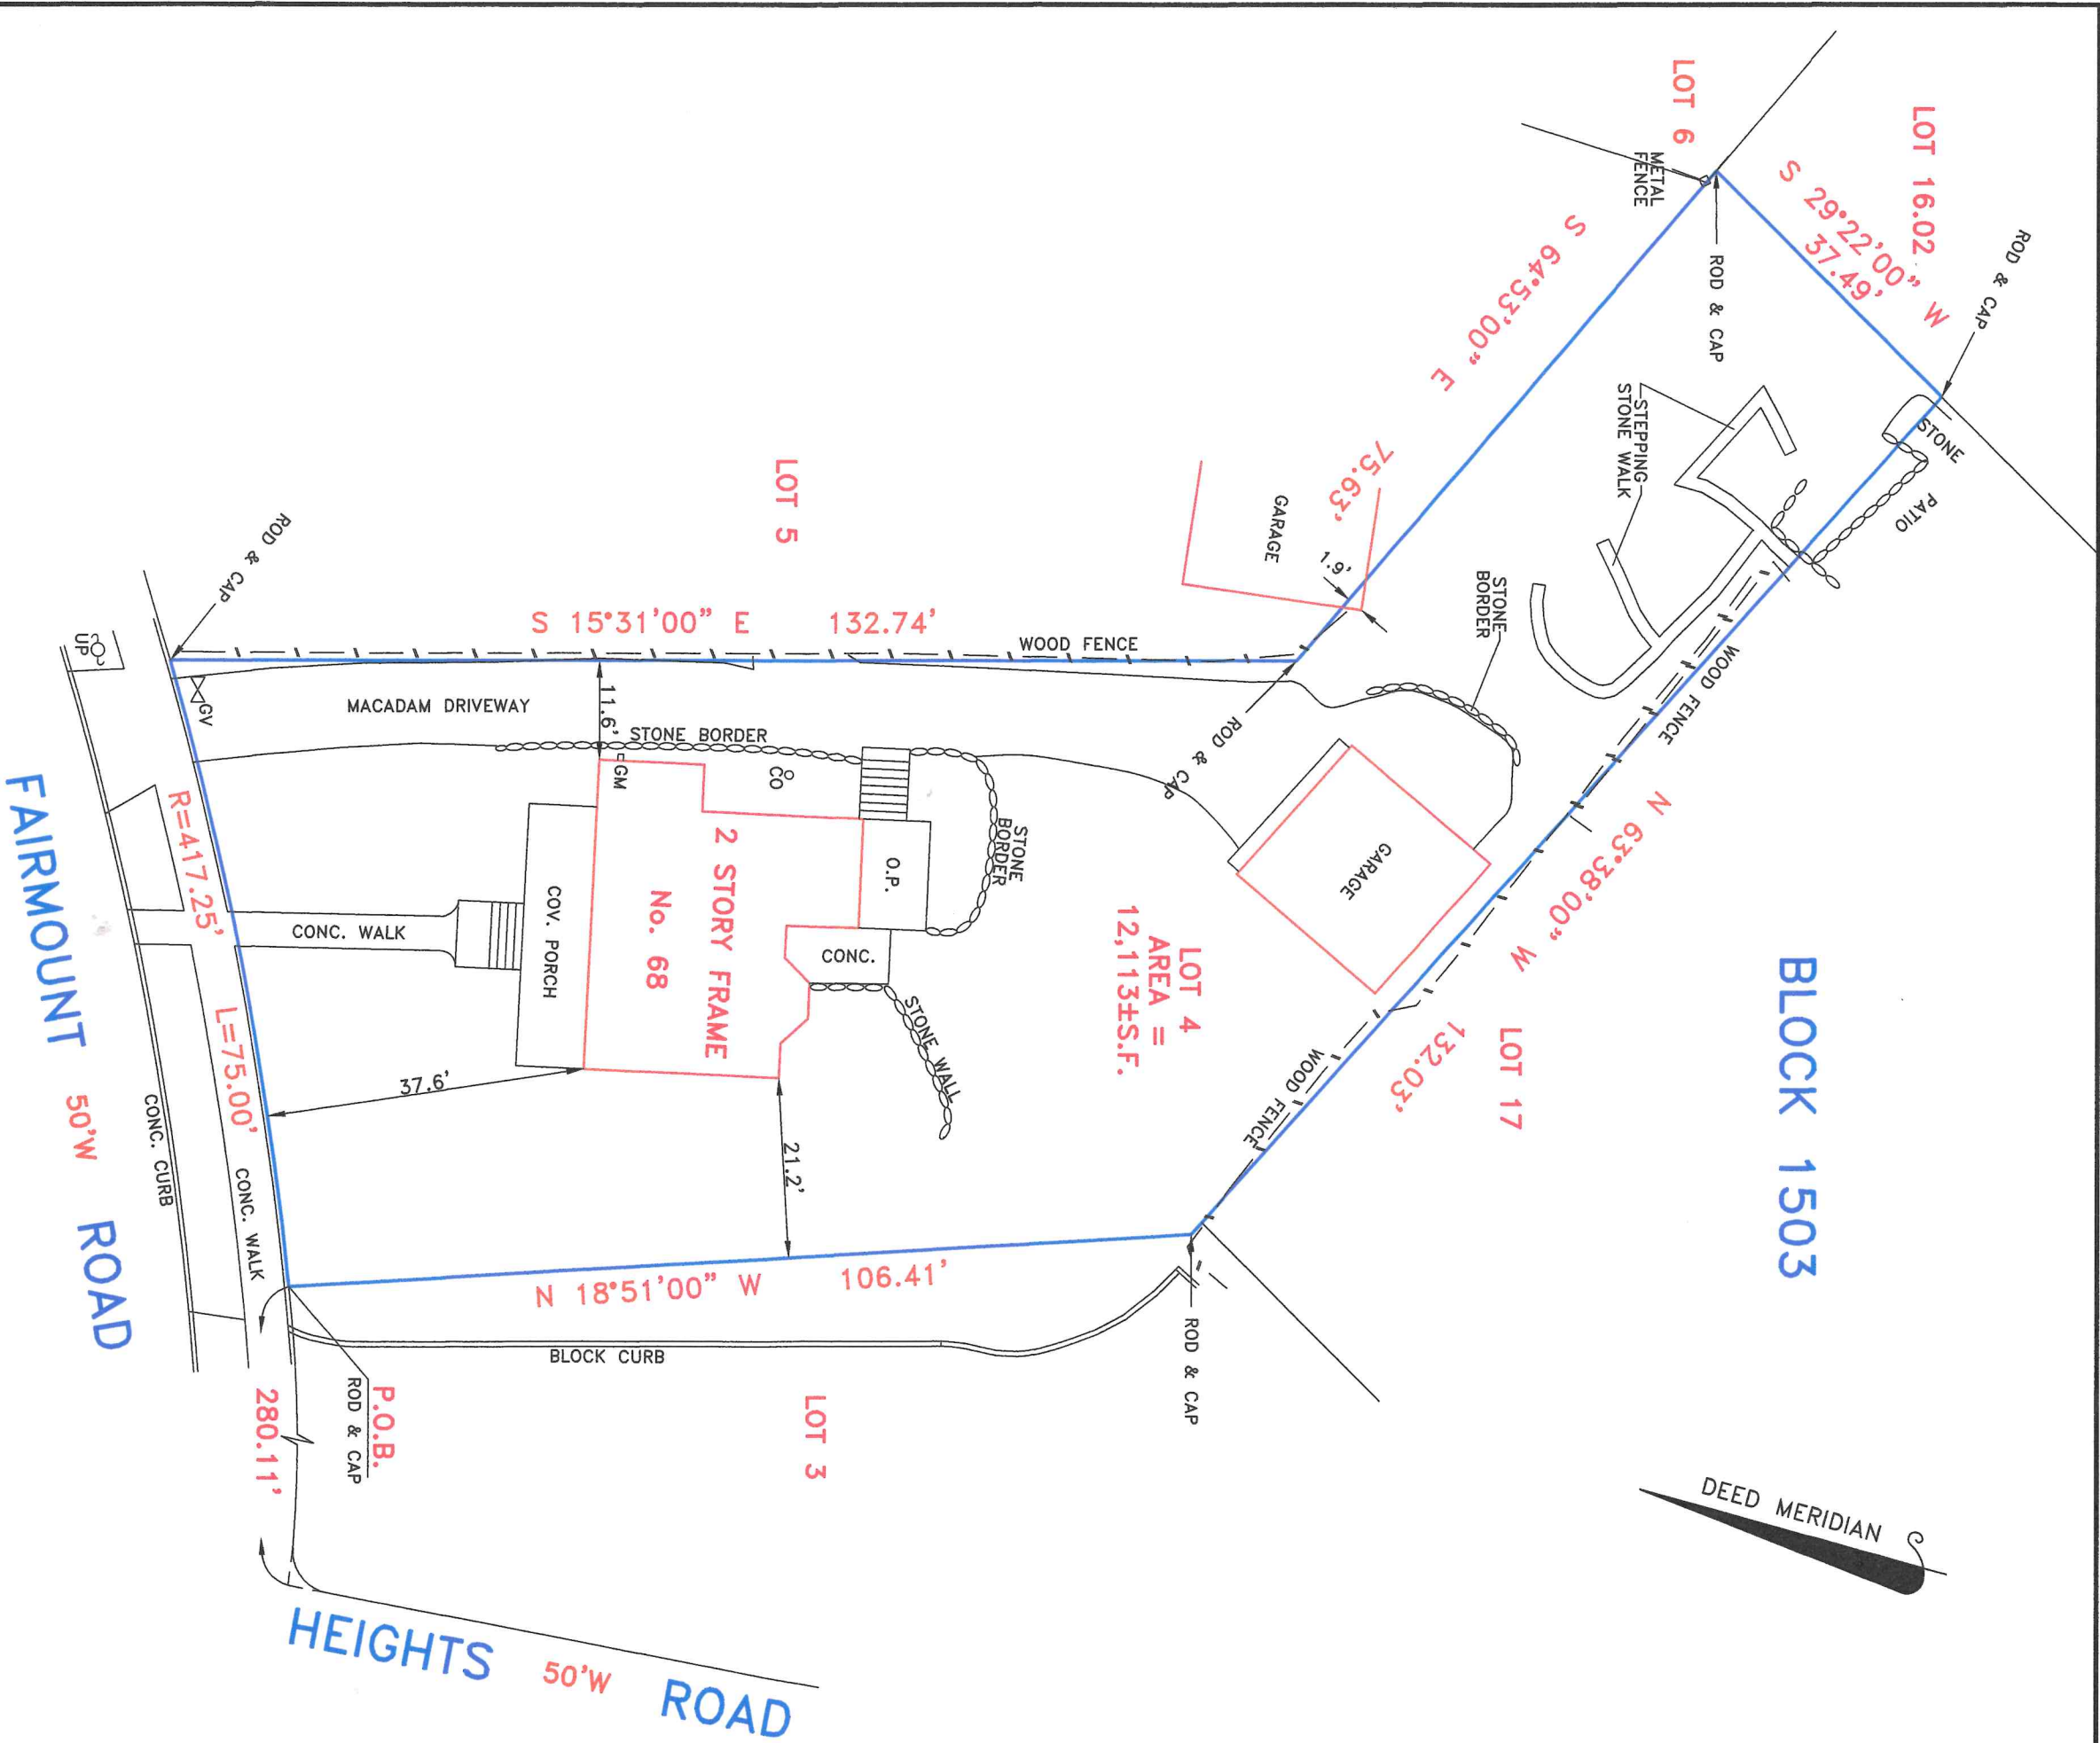 LOT 16.02
LOT 6
METAL
FENCE
S 29°22'00" W
37.49'
ROD & CAP
ROD & CAP
S 64°53'00" E
75.63'
STONE
PATIO
STEPPING
STONE WALK
GARAGE
1.9'
STONE
BORDER
WOOD FENCE
N 63°38'00" W
132.03'
BLOCK 1503
LOT 17
WOOD FENCE
LOT 5
ROD & CAP
S 15°31'00" E 132.74'
WOOD FENCE
ROD & CAP
UP
GV
MACADAM DRIVEWAY
11.6'
STONE BORDER
GM
CO
STONE
BORDER
GARAGE
O.P.
2 STORY FRAME
No. 68
COV. PORCH
CONC. WALK
CONC.
STONE WALL
LOT 4
AREA =
12,113±S.F.
37.6'
21.2'
R=417.25'
L=75.00'
CONC. WALK
CONC. CURB
FAIRMOUNT 50'W ROAD
N 18°51'00" W 106.41'
BLOCK CURB
ROD & CAP
P.O.B.
ROD & CAP
280.11'
LOT 3
DEED MERIDIAN
HEIGHTS 50'W ROAD